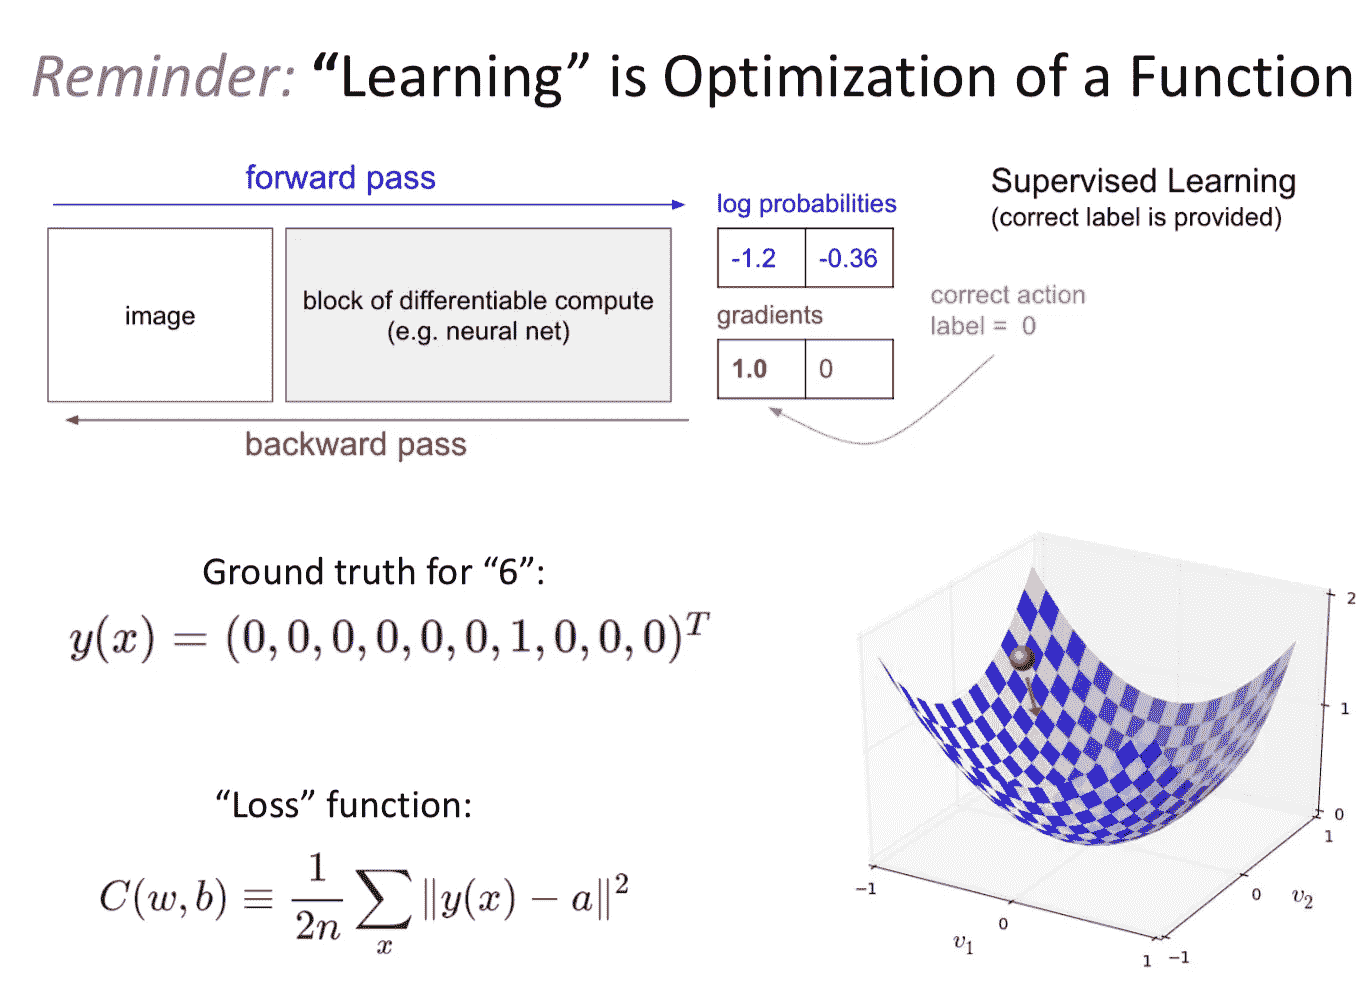 Reminder: “Learning” is Optimization of a Function
forward pass
image
block of differentiable compute
(e.g. neural net)
backward pass
log probabilities
-1.2 -0.36
gradients
1.0 0
Supervised Learning
(correct label is provided)
correct action
label = 0
Ground truth for “6”:
y(x) = (0, 0, 0, 0, 0, 0, 1, 0, 0, 0)^T
“Loss” function:
C(w, b) ≡ \frac{1}{2n} \sum_x ‖y(x) − a‖^2
2
1
0
1
0
v_2
−1
−1
0
1
v_1